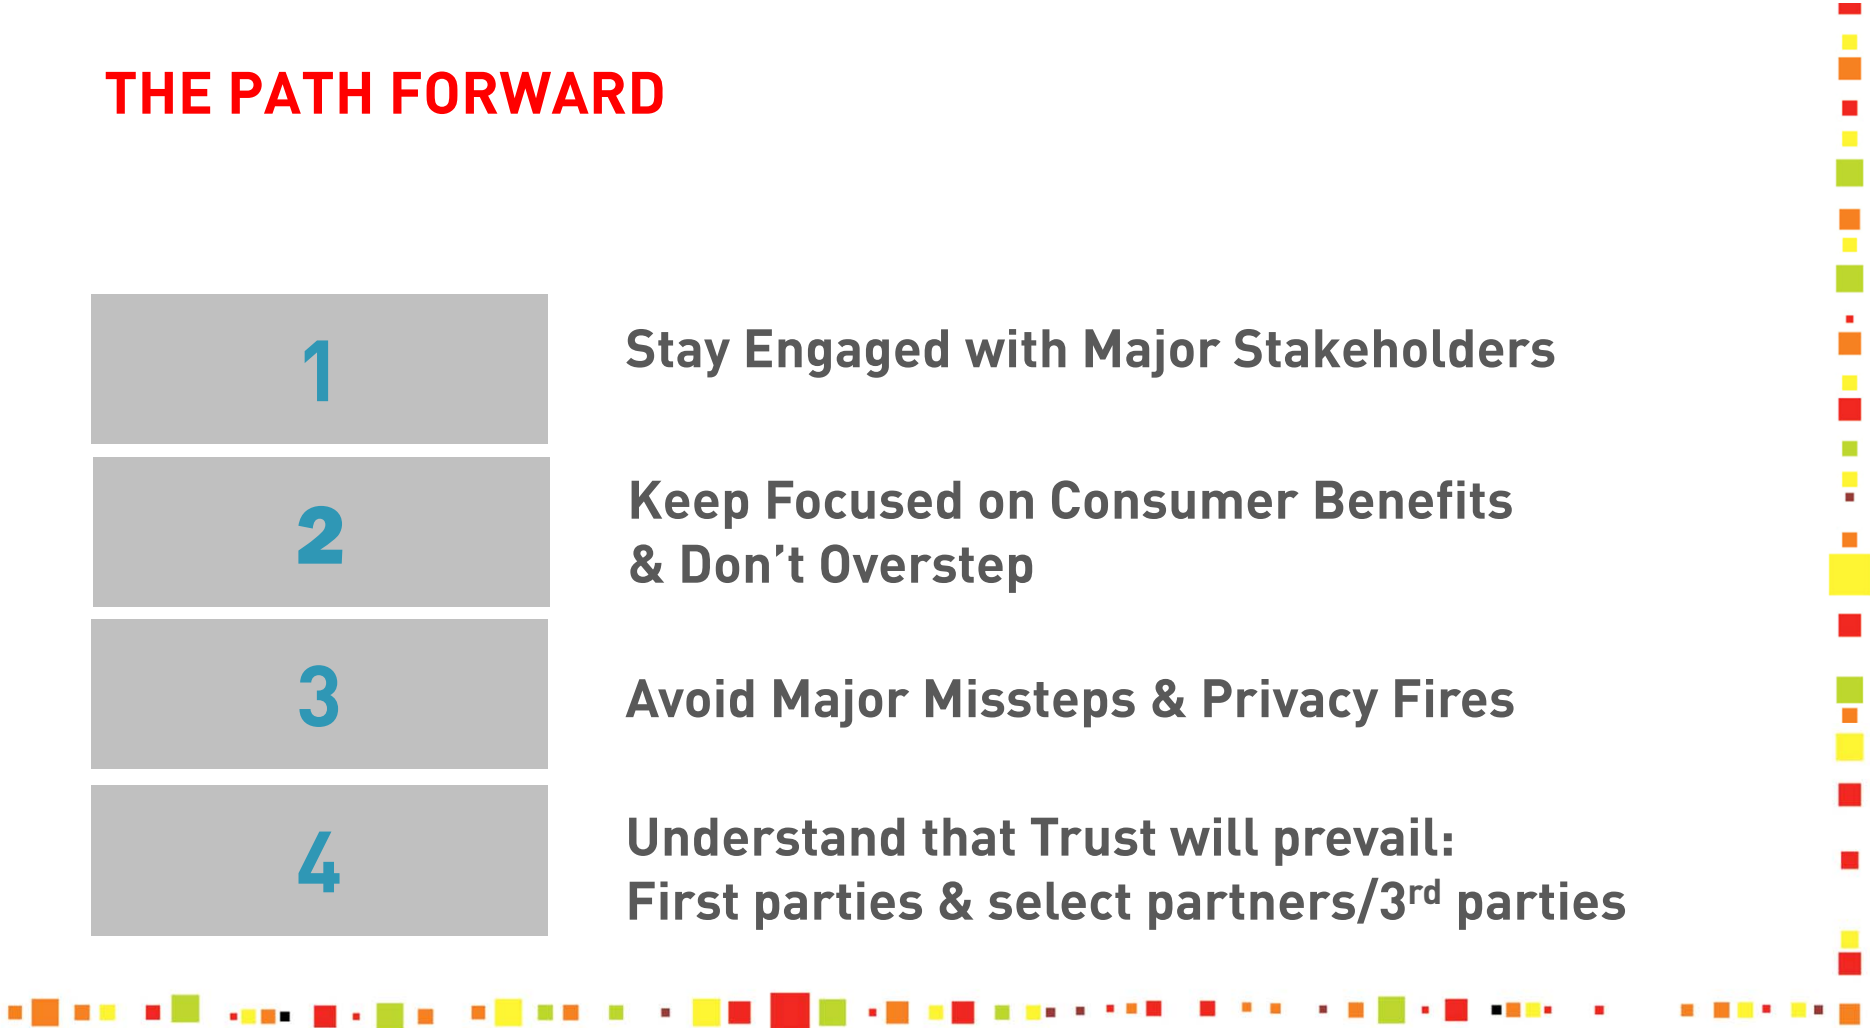 THE PATH FORWARD
1
Stay Engaged with Major Stakeholders
2
Keep Focused on Consumer Benefits
& Don’t Overstep
3
Avoid Major Missteps & Privacy Fires
4
Understand that Trust will prevail:
First parties & select partners/3rd parties